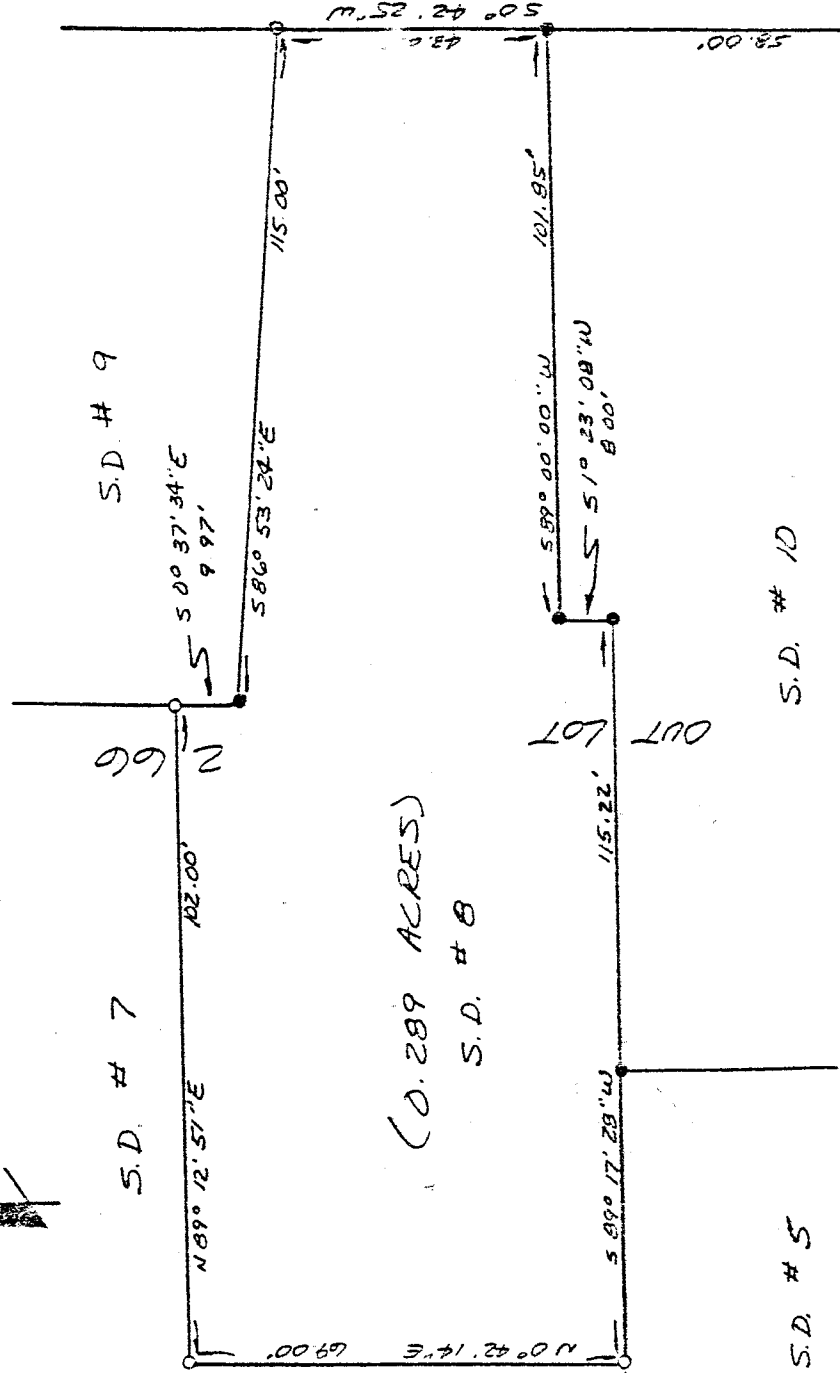 S 0° 42' 25" W
43.0
58.00'
115.00'
101.85'
S.D. # 9
S 0° 37' 34" E
9.97'
S 86° 53' 24" E
S 89° 00' 00" W
S 1° 23' 08" W
8.00'
S.D. # 10
266
OUT LOT
102.00'
115.22'
(0.289 ACRES)
S.D. # 8
S.D. # 7
N 89° 12' 51" E
S 89° 17' 28" W
N 0° 42' 14" E
69.00'
S.D. # 5